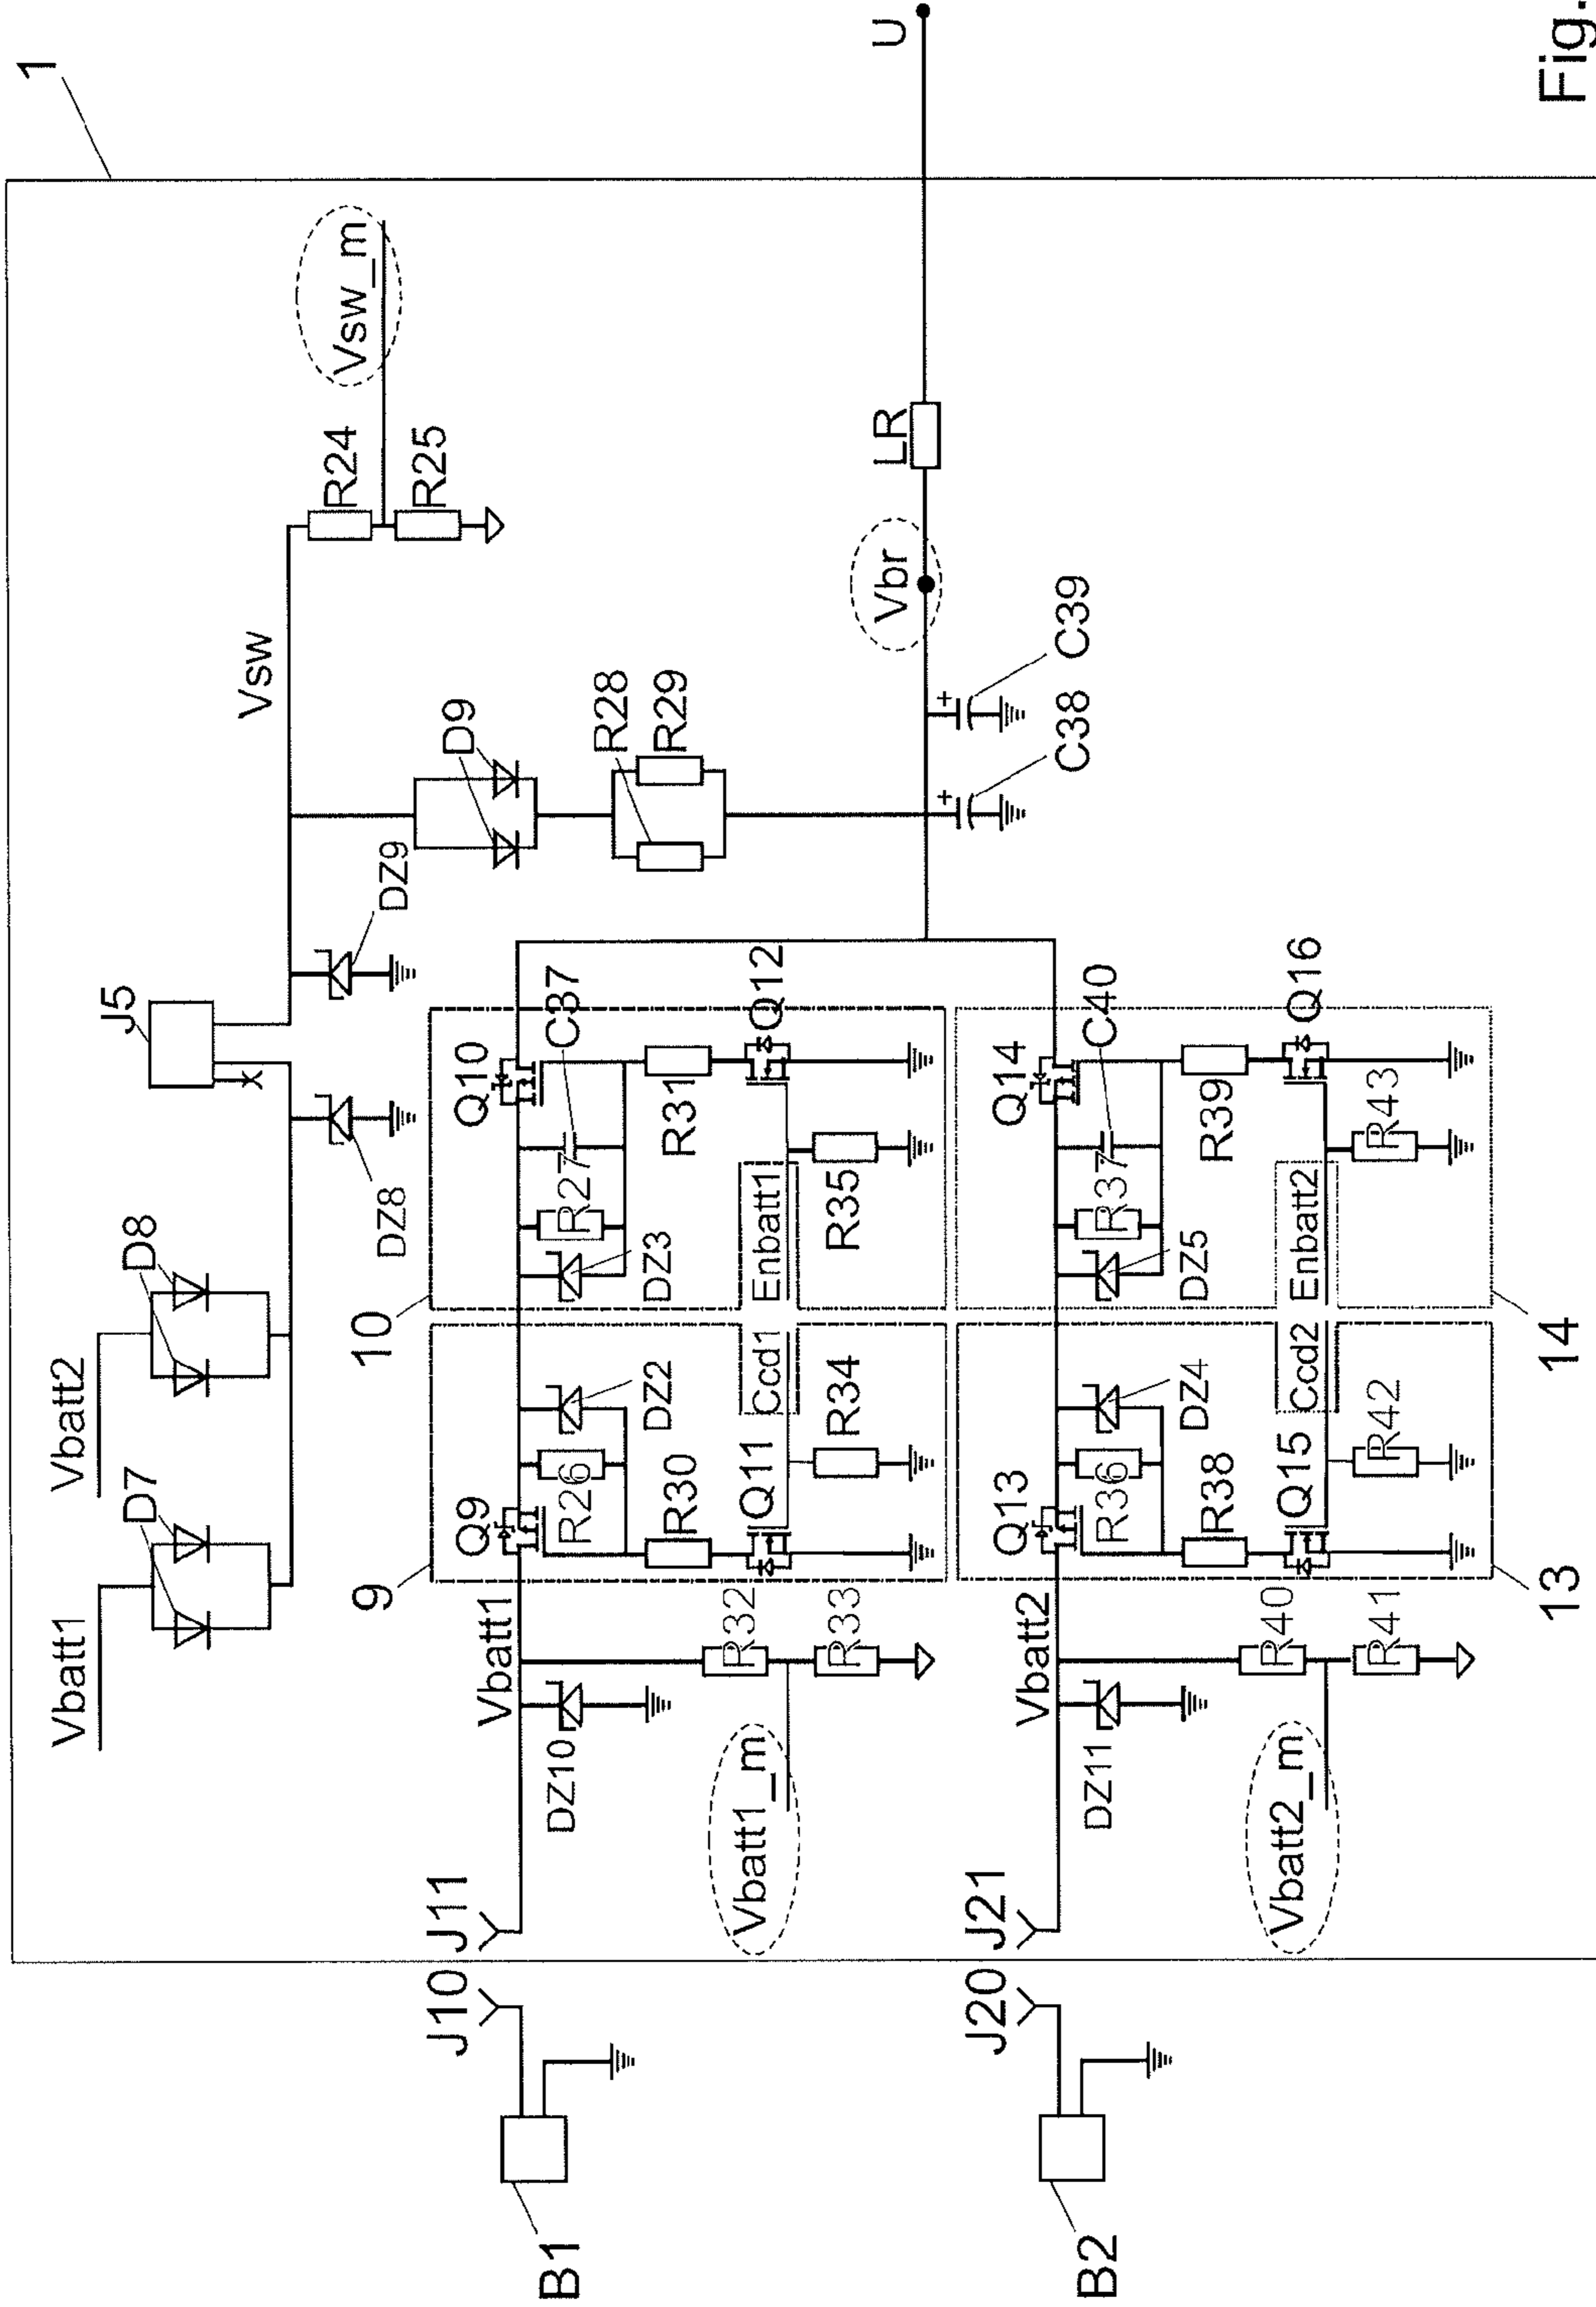 1
Vbatt1
Vbatt2
D7
D8
J5
Vsw
DZ8
DZ9
D9
R24
R25
Vsw_m
R28
R29
9
10
J10
J11
Vbatt1
Q9
Q10
C37
DZ10
R26
DZ2
DZ3
R27
R30
R31
R32
R33
Q11
Ccd1
Enbatt1
Q12
R34
R35
Vbatt1_m
B1
Vbr
LR
U
C38
C39
J20
J21
Vbatt2
Q13
Q14
C40
DZ11
R36
DZ4
DZ5
R37
R38
R39
R40
R41
Q15
Ccd2
Enbatt2
Q16
R42
R43
Vbatt2_m
B2
13
14
Fig.